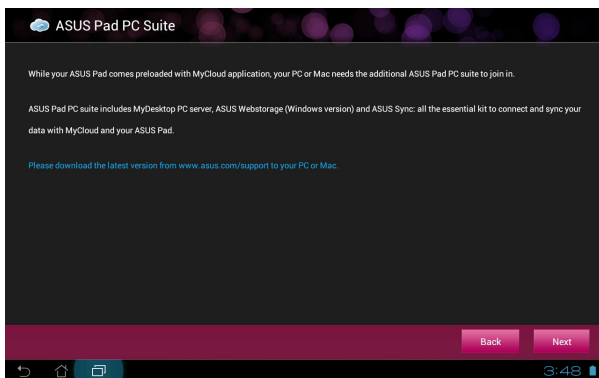 ASUS Pad PC Suite
While your ASUS Pad comes preloaded with MyCloud application, your PC or Mac needs the additional ASUS Pad PC suite to join in.
ASUS Pad PC suite includes MyDesktop PC server, ASUS Webstorage (Windows version) and ASUS Sync: all the essential kit to connect and sync your
data with MyCloud and your ASUS Pad.
Please download the latest version from www.asus.com/support to your PC or Mac.
Back Next
3:48